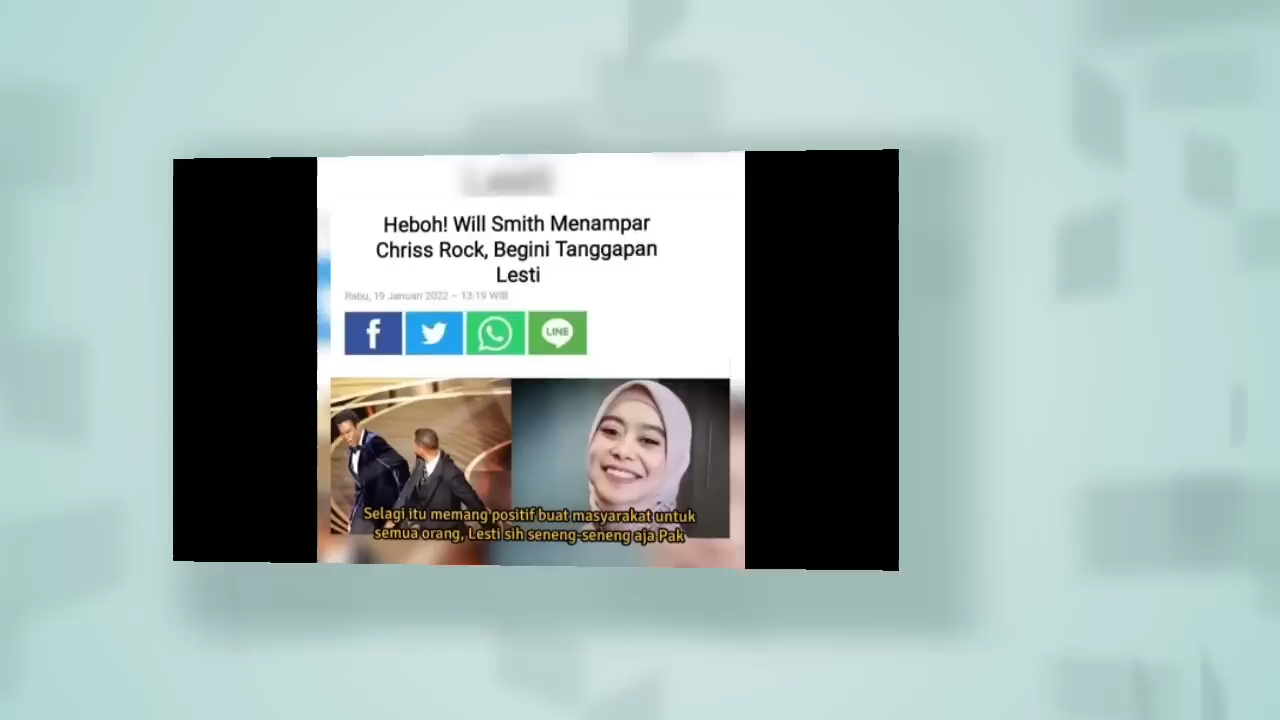 Lesti
Heboh! Will Smith Menampar
Chriss Rock, Begini Tanggapan
Lesti
Rabu, 19 Januari 2022 – 13:19 WIB
f
LINE
Selagi itu memang positif buat masyarakat untuk
semua orang, Lesti sih seneng-seneng aja Pak